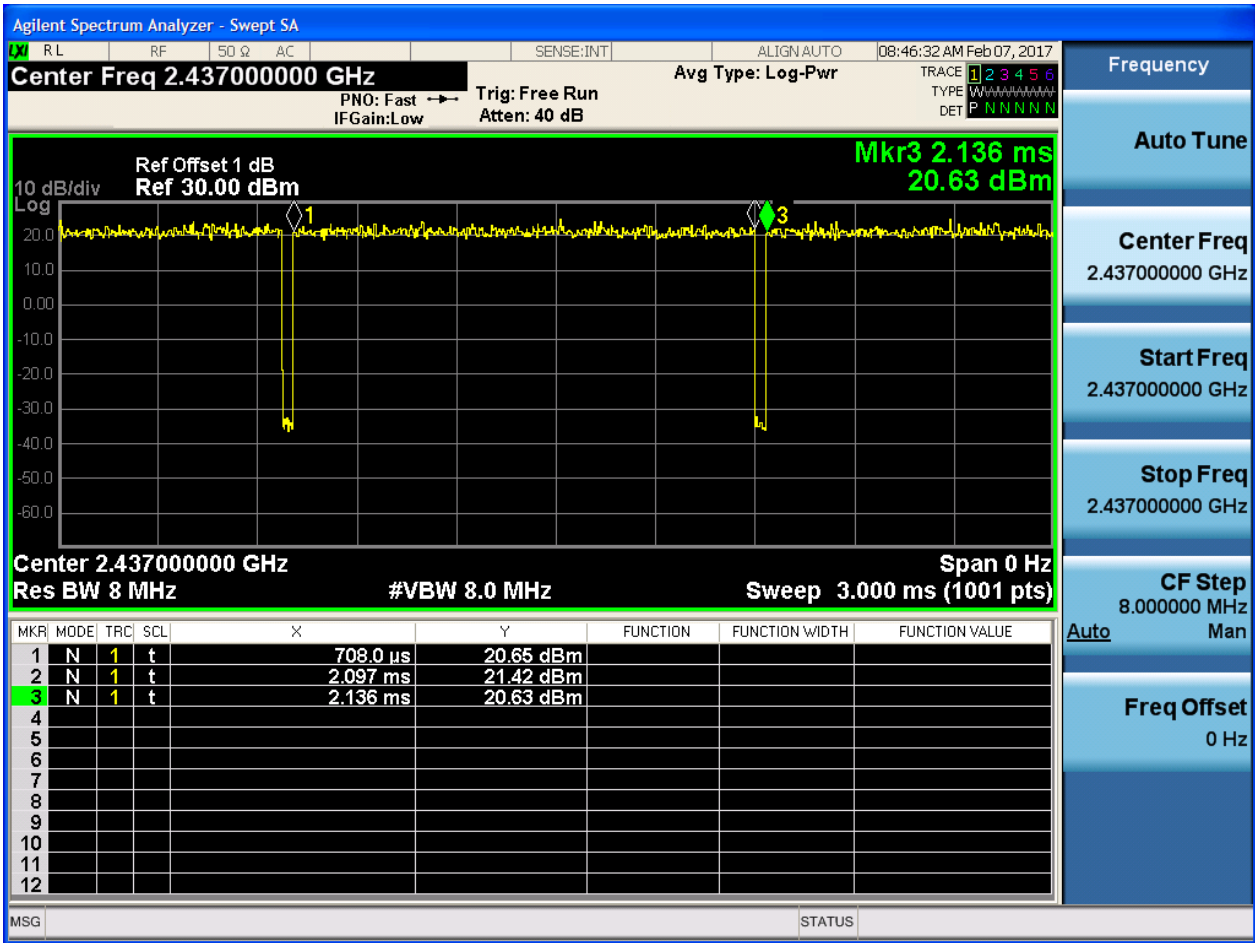 Agilent Spectrum Analyzer - Swept SA
LXI RL RF 50 Ω AC SENSE:INT ALIGN AUTO 08:46:32 AM Feb 07, 2017
Center Freq 2.437000000 GHz Avg Type: Log-Pwr TRACE 1 2 3 4 5 6
PNO: Fast Trig: Free Run TYPE WWWWWW
IFGain:Low Atten: 40 dB DET P N N N N N
Mkr3 2.136 ms
20.63 dBm
Ref Offset 1 dB
10 dB/div Ref 30.00 dBm
Log
1 3
20.0
10.0
0.00
-10.0
-20.0
-30.0
-40.0
-50.0
-60.0
Center 2.437000000 GHz Span 0 Hz
Res BW 8 MHz #VBW 8.0 MHz Sweep 3.000 ms (1001 pts)
MKR MODE TRC SCL X Y FUNCTION FUNCTION WIDTH FUNCTION VALUE
1 N 1 t 708.0 µs 20.65 dBm
2 N 1 t 2.097 ms 21.42 dBm
3 N 1 t 2.136 ms 20.63 dBm
4
5
6
7
8
9
10
11
12
MSG STATUS
Frequency
Auto Tune
Center Freq
2.437000000 GHz
Start Freq
2.437000000 GHz
Stop Freq
2.437000000 GHz
CF Step
8.000000 MHz
Auto Man
Freq Offset
0 Hz